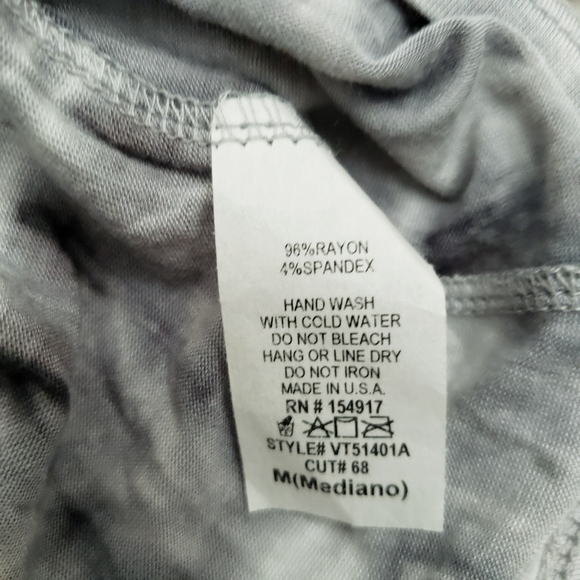 96%RAYON
4%SPANDEX
HAND WASH
WITH COLD WATER
DO NOT BLEACH
HANG OR LINE DRY
DO NOT IRON
MADE IN U.S.A.
RN # 154917
STYLE# VT51401A
CUT# 68
M(Mediano)